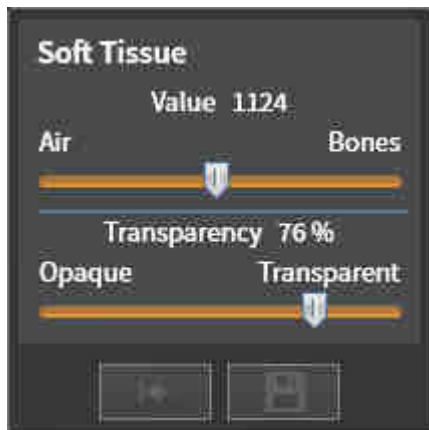 Soft Tissue
Value 1124
Air Bones
Transparency 76 %
Opaque Transparent